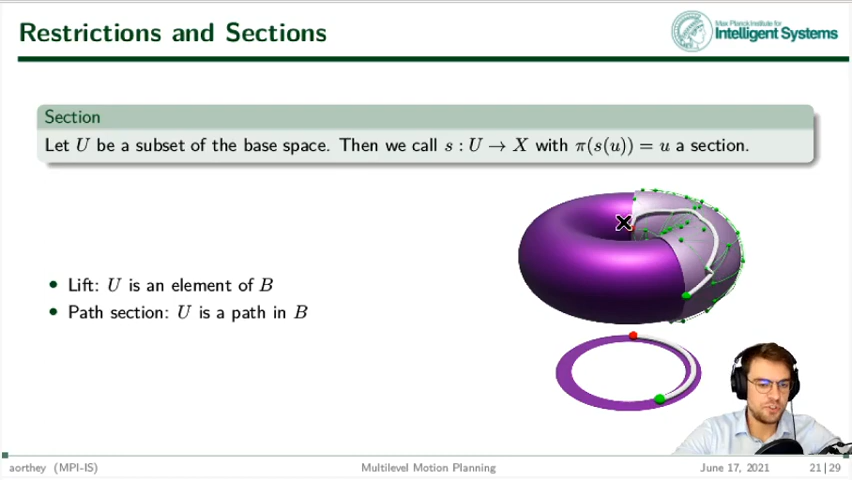 Restrictions and Sections
Max Planck Institute for
Intelligent Systems
Section
Let U be a subset of the base space. Then we call s : U → X with π(s(u)) = u a section.
• Lift: U is an element of B
• Path section: U is a path in B
aorthey (MPI-IS)
Multilevel Motion Planning
June 17, 2021
21 | 29